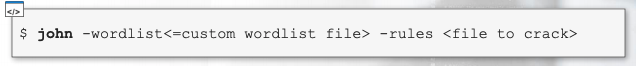 </>
$ john -wordlist<=custom wordlist file> -rules <file to crack>